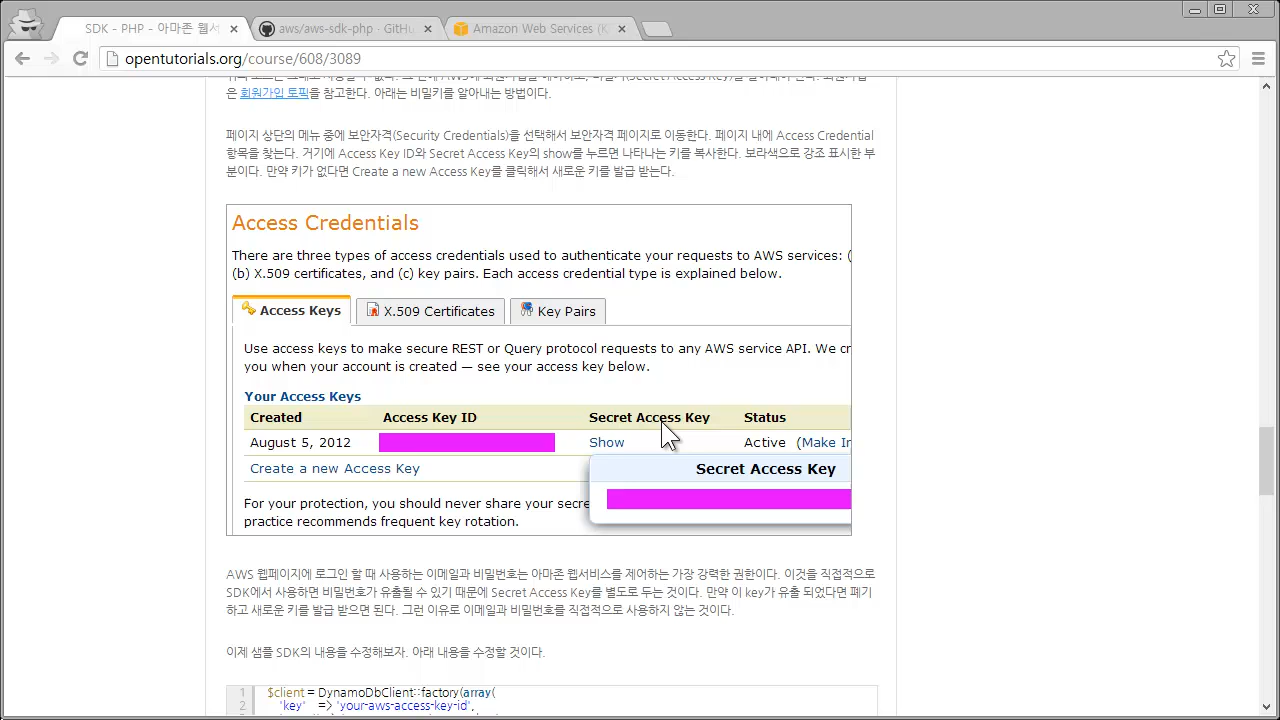 SDK - PHP - 아마존 웹서
aws/aws-sdk-php · GitHu
Amazon Web Services (K
opentutorials.org/course/608/3089
은 회원가입 토픽을 참고한다. 아래는 비밀키를 알아내는 방법이다.
페이지 상단의 메뉴 중에 보안자격(Security Credentials)을 선택해서 보안자격 페이지로 이동한다. 페이지 내에 Access Credential
항목을 찾는다. 거기에 Access Key ID와 Secret Access Key의 show를 누르면 나타나는 키를 복사한다. 보라색으로 강조 표시한 부
분이다. 만약 키가 없다면 Create a new Access Key를 클릭해서 새로운 키를 발급 받는다.
Access Credentials
There are three types of access credentials used to authenticate your requests to AWS services: (
(b) X.509 certificates, and (c) key pairs. Each access credential type is explained below.
Access Keys
X.509 Certificates
Key Pairs
Use access keys to make secure REST or Query protocol requests to any AWS service API. We cr
you when your account is created — see your access key below.
Your Access Keys
Created Access Key ID Secret Access Key Status
August 5, 2012 Show Active (Make In
Create a new Access Key
Secret Access Key
For your protection, you should never share your secre
practice recommends frequent key rotation.
AWS 웹페이지에 로그인 할 때 사용하는 이메일과 비밀번호는 아마존 웹서비스를 제어하는 가장 강력한 권한이다. 이것을 직접적으로
SDK에서 사용하면 비밀번호가 유출될 수 있기 때문에 Secret Access Key를 별도로 두는 것이다. 만약 이 key가 유출 되었다면 폐기
하고 새로운 키를 발급 받으면 된다. 그런 이유로 이메일과 비밀번호를 직접적으로 사용하지 않는 것이다.
이제 샘플 SDK의 내용을 수정해보자. 아래 내용을 수정할 것이다.
1 $client = DynamoDbClient::factory(array(
2 'key' => 'your-aws-access-key-id',